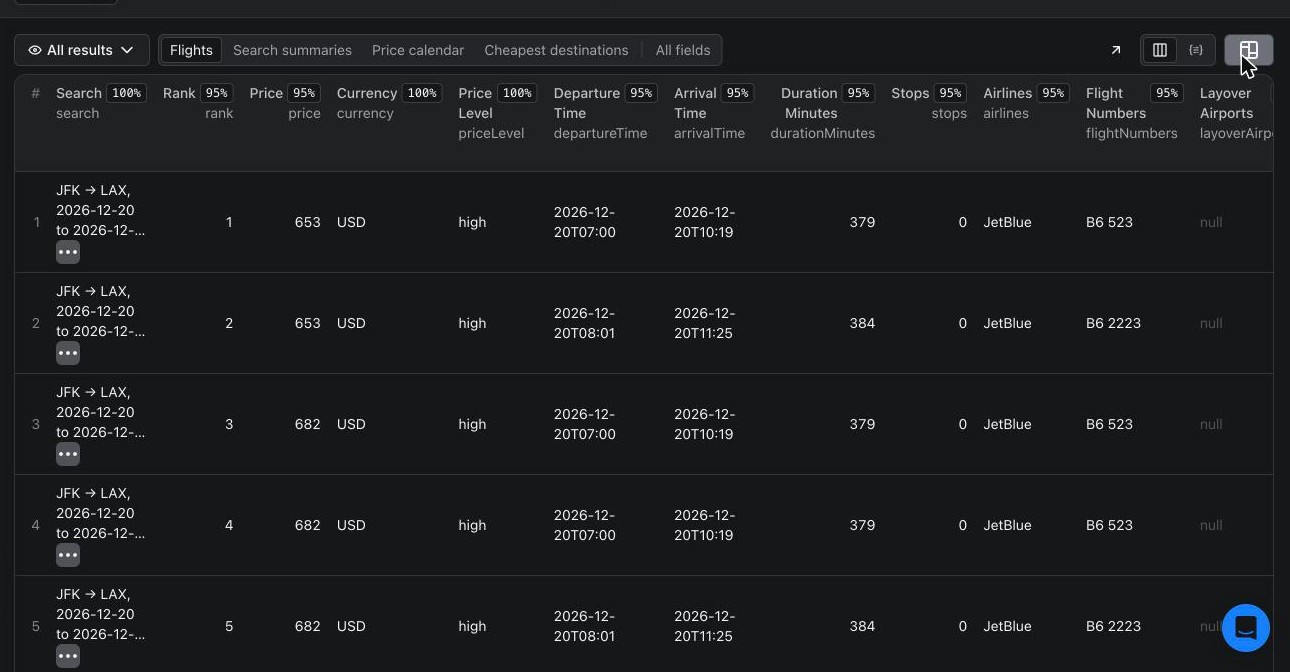 All results
Flights
Search summaries
Price calendar
Cheapest destinations
All fields
# Search 100% Rank 95% Price 95% Currency 100% Price 100% Departure 95% Arrival 95% Duration 95% Stops 95% Airlines 95% Flight 95% Layover
search rank price currency Level Time Time Minutes stops airlines Numbers Airports
priceLevel departureTime arrivalTime durationMinutes flightNumbers
JFK → LAX,
2026-12-20
to 2026-12-...
1 1 653 USD high 2026-12-
20T07:00 2026-12-
20T10:19 379 0 JetBlue B6 523 null
JFK → LAX,
2026-12-20
to 2026-12-...
2 2 653 USD high 2026-12-
20T08:01 2026-12-
20T11:25 384 0 JetBlue B6 2223 null
JFK → LAX,
2026-12-20
to 2026-12-...
3 3 682 USD high 2026-12-
20T07:00 2026-12-
20T10:19 379 0 JetBlue B6 523 null
JFK → LAX,
2026-12-20
to 2026-12-...
4 4 682 USD high 2026-12-
20T07:00 2026-12-
20T10:19 379 0 JetBlue B6 523 null
JFK → LAX,
2026-12-20
to 2026-12-...
5 5 682 USD high 2026-12-
20T08:01 2026-12-
20T11:25 384 0 JetBlue B6 2223